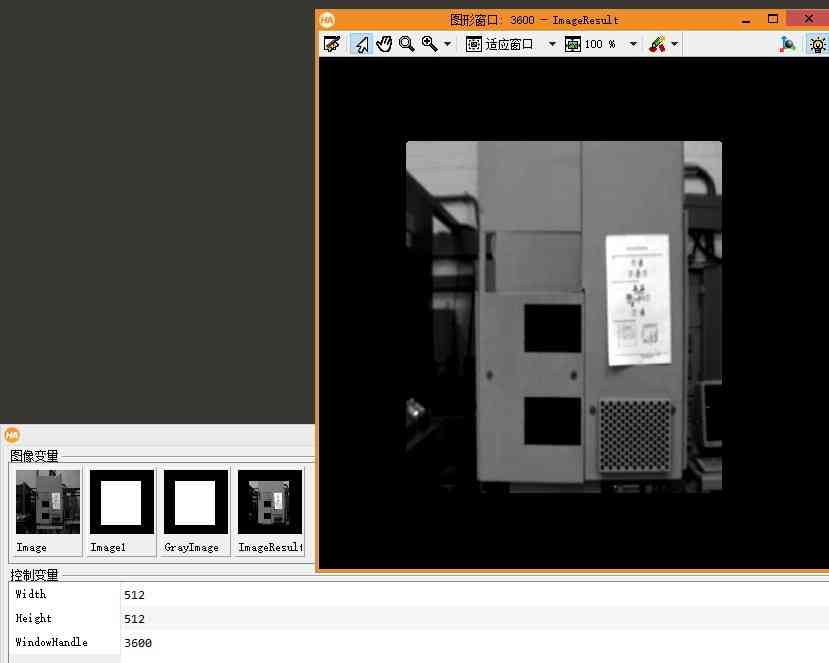 HA
图形窗口: 3600 - ImageResult
适应窗口
100 %
HA
图像变量
Image
Image1
GrayImage
ImageResult
控制变量
Width
512
Height
512
WindowHandle
3600